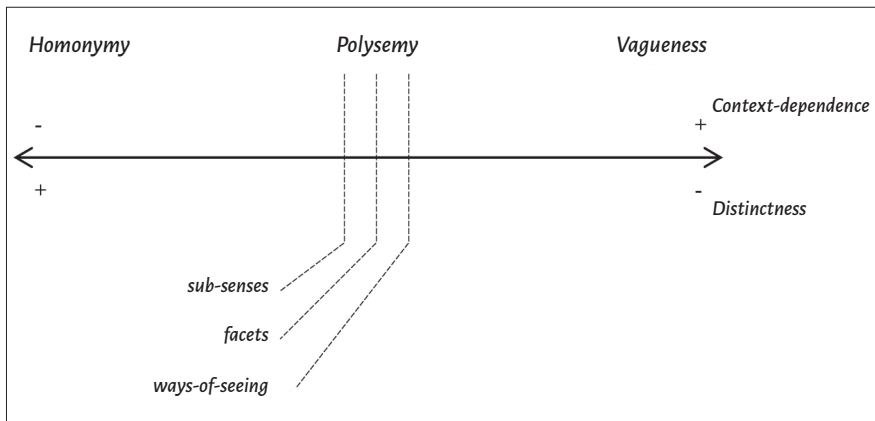 Homonymy Polysemy Vagueness
Context-dependence
- +
+ -
Distinctness
sub-senses
facets
ways-of-seeing